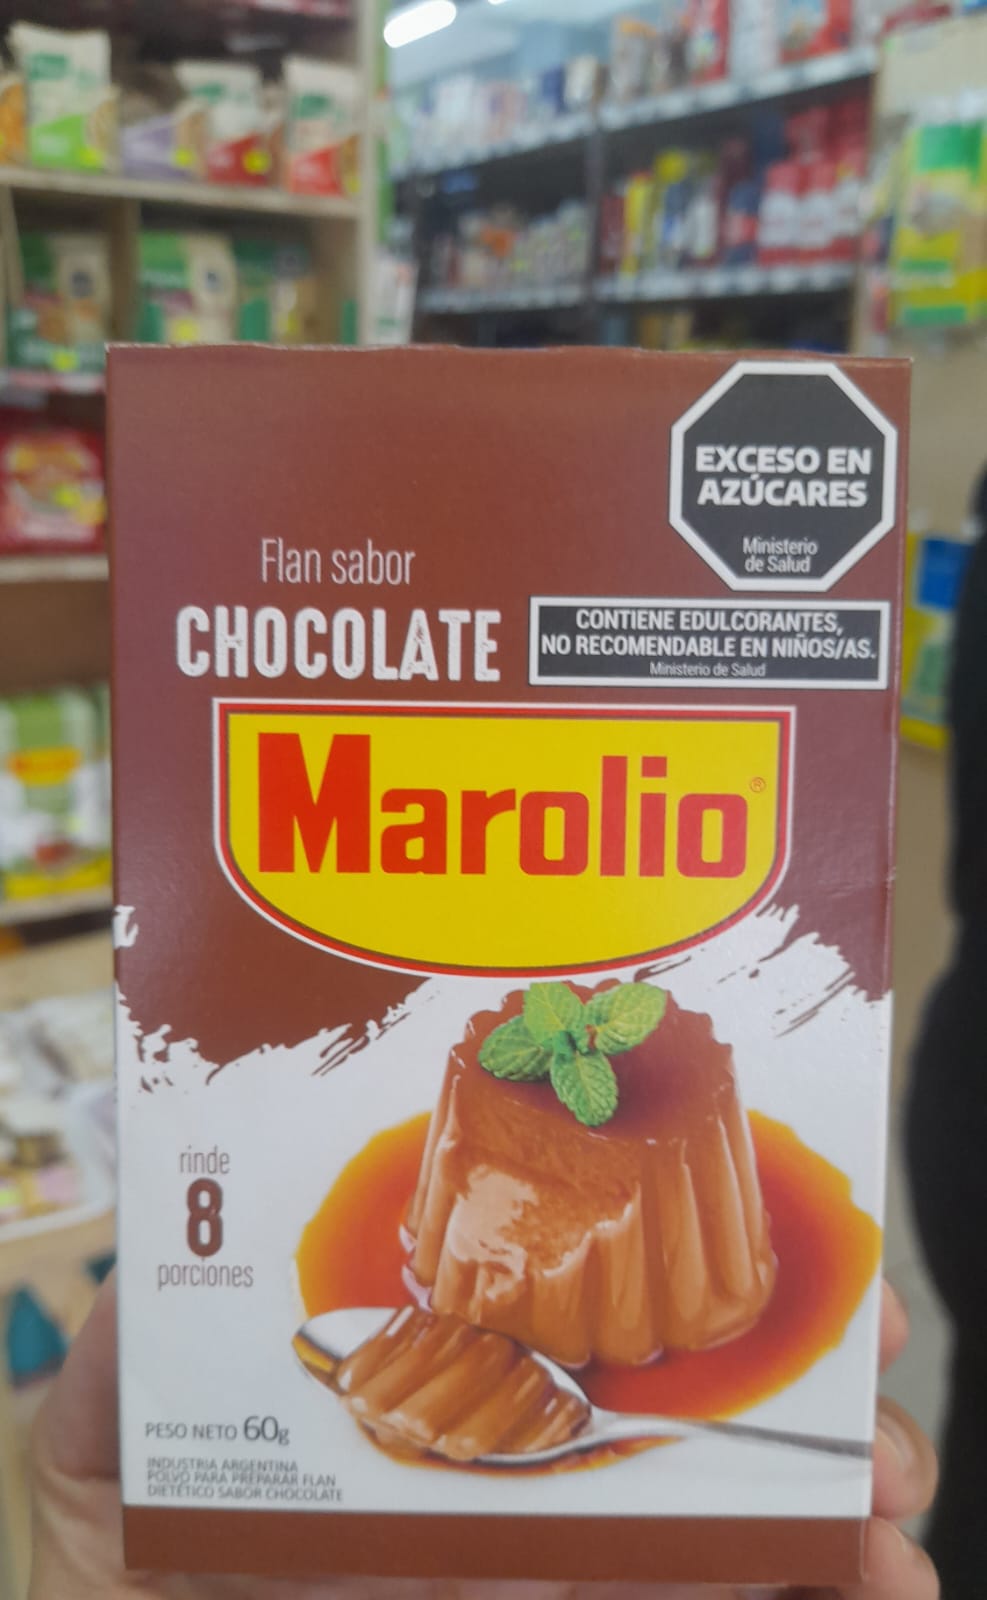 EXCESO EN
AZÚCARES
Ministerio
de Salud
Flan sabor
CHOCOLATE
CONTIENE EDULCORANTES,
NO RECOMENDABLE EN NIÑOS/AS.
Ministerio de Salud
Marolio®
rinde
8
porciones
PESO NETO 60g
INDUSTRIA ARGENTINA
POLVO PARA PREPARAR FLAN
DIETÉTICO SABOR CHOCOLATE